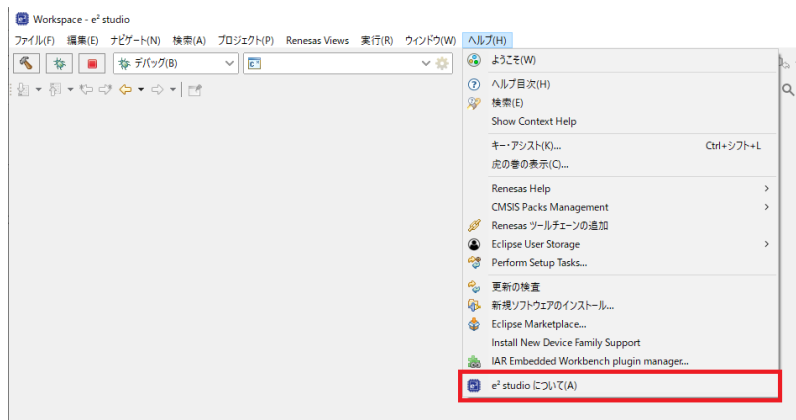 Workspace - e² studio
ファイル(F) 編集(E) ナビゲート(N) 検索(A) プロジェクト(P) Renesas Views 実行(R) ウィンドウ(W) ヘルプ(H)
デバッグ(B)
ようこそ(W)
ヘルプ目次(H)
検索(E)
Show Context Help
キー・アシスト(K)... Ctrl+シフト+L
虎の巻の表示(C)...
Renesas Help
CMSIS Packs Management
Renesas ツールチェーンの追加
Eclipse User Storage
Perform Setup Tasks...
更新の検査
新規ソフトウェアのインストール...
Eclipse Marketplace...
Install New Device Family Support
IAR Embedded Workbench plugin manager...
e² studio について(A)